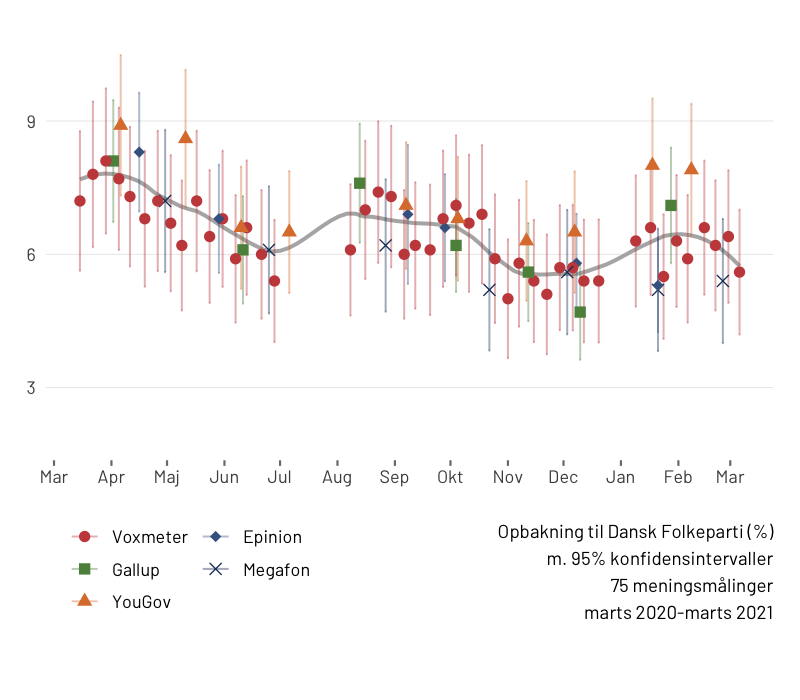 9
6
3
Mar Apr Maj Jun Jul Aug Sep Okt Nov Dec Jan Feb Mar
Voxmeter Epinion
Gallup Megafon
YouGov
Opbakning til Dansk Folkeparti (%)
m. 95% konfidensintervaller
75 meningsmålinger
marts 2020-marts 2021